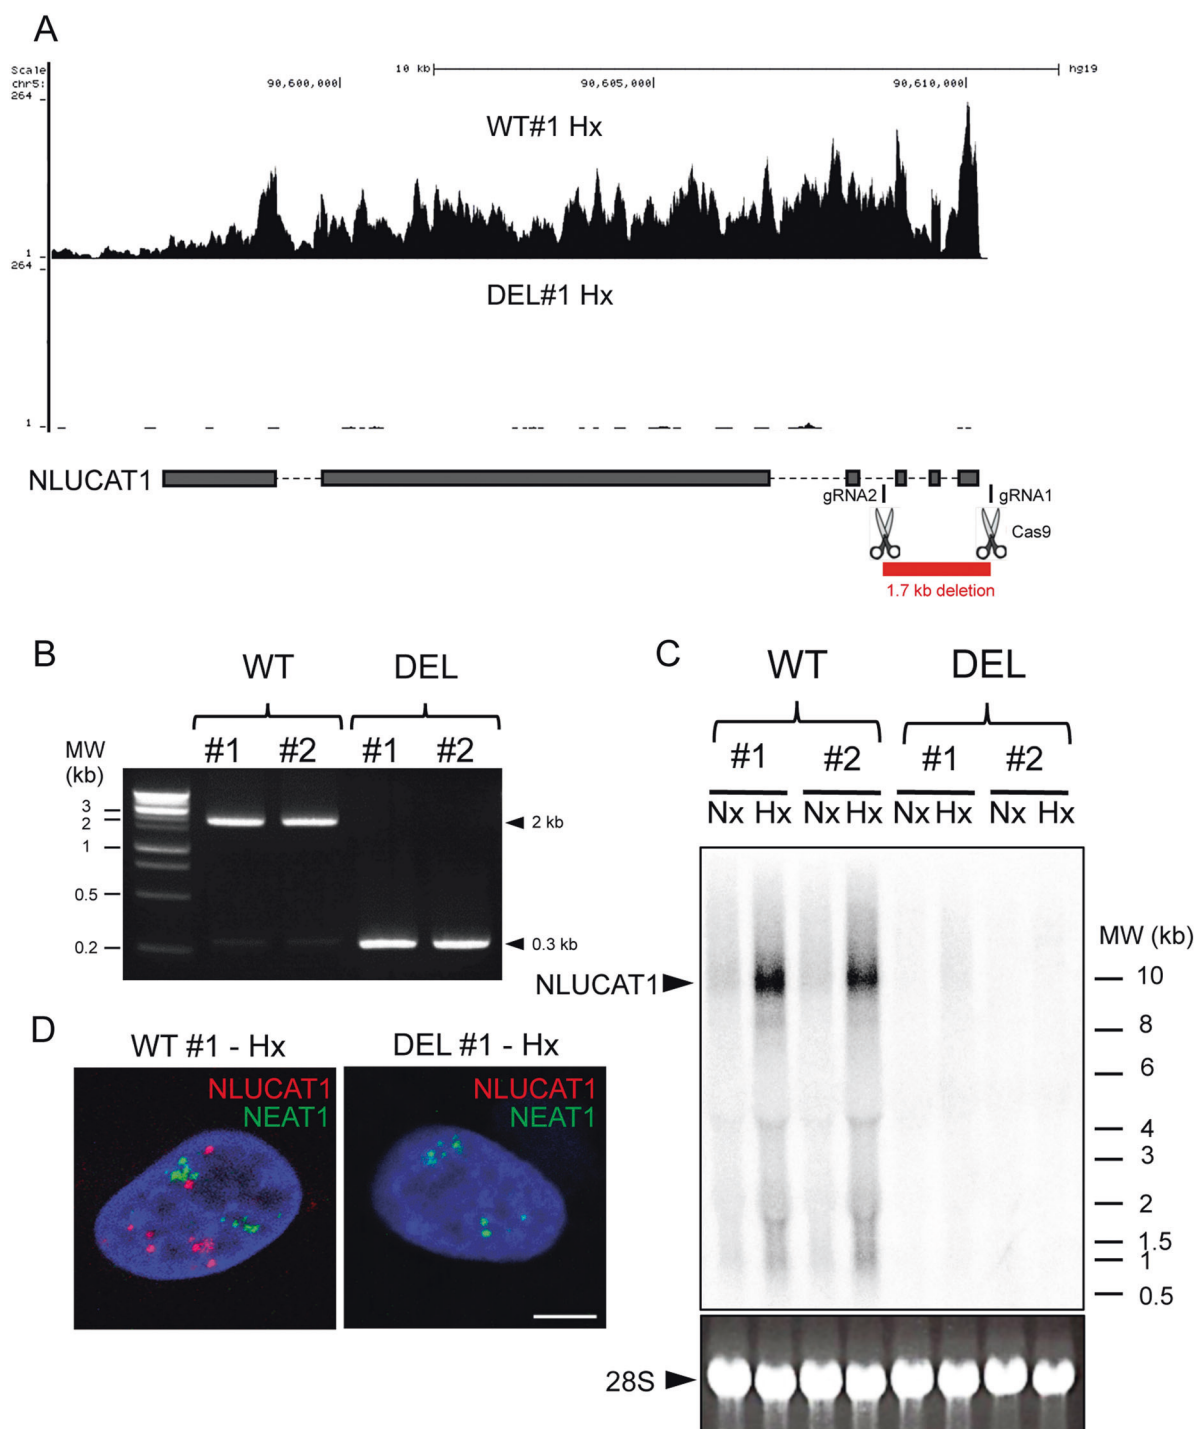 A
Scale
10 kb
hg19
chr5:
90,600,000
90,605,000
90,610,000
264
WT#1 Hx
1
264
DEL#1 Hx
1
NLUCAT1
gRNA2
gRNA1
Cas9
1.7 kb deletion
B
WT DEL
MW (kb)
#1 #2 #1 #2
3
2
1
0.5
0.2
2 kb
0.3 kb
C
WT DEL
#1 #2 #1 #2
Nx Hx Nx Hx Nx Hx Nx Hx
MW (kb)
NLUCAT1
10
8
6
4
3
2
1.5
1
0.5
28S
D
WT #1 - Hx
NLUCAT1
NEAT1
DEL #1 - Hx
NLUCAT1
NEAT1